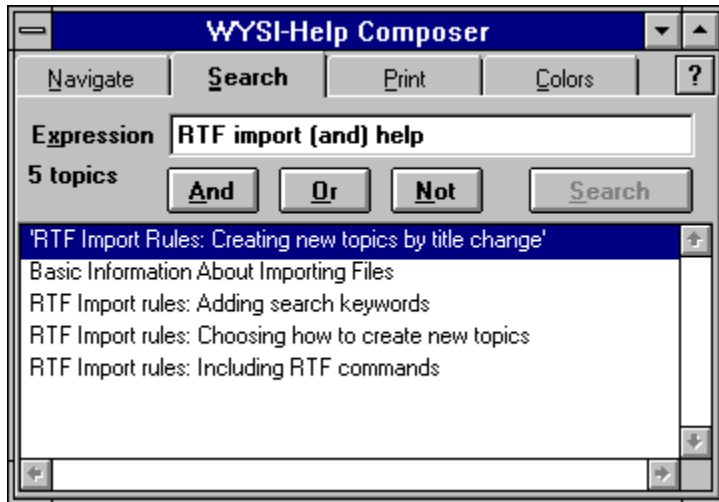 WYSI-Help Composer
Navigate Search Print Colors ?
Expression RTF import (and) help
5 topics And Or Not Search
'RTF Import Rules: Creating new topics by title change'
Basic Information About Importing Files
RTF Import rules: Adding search keywords
RTF Import rules: Choosing how to create new topics
RTF Import rules: Including RTF commands